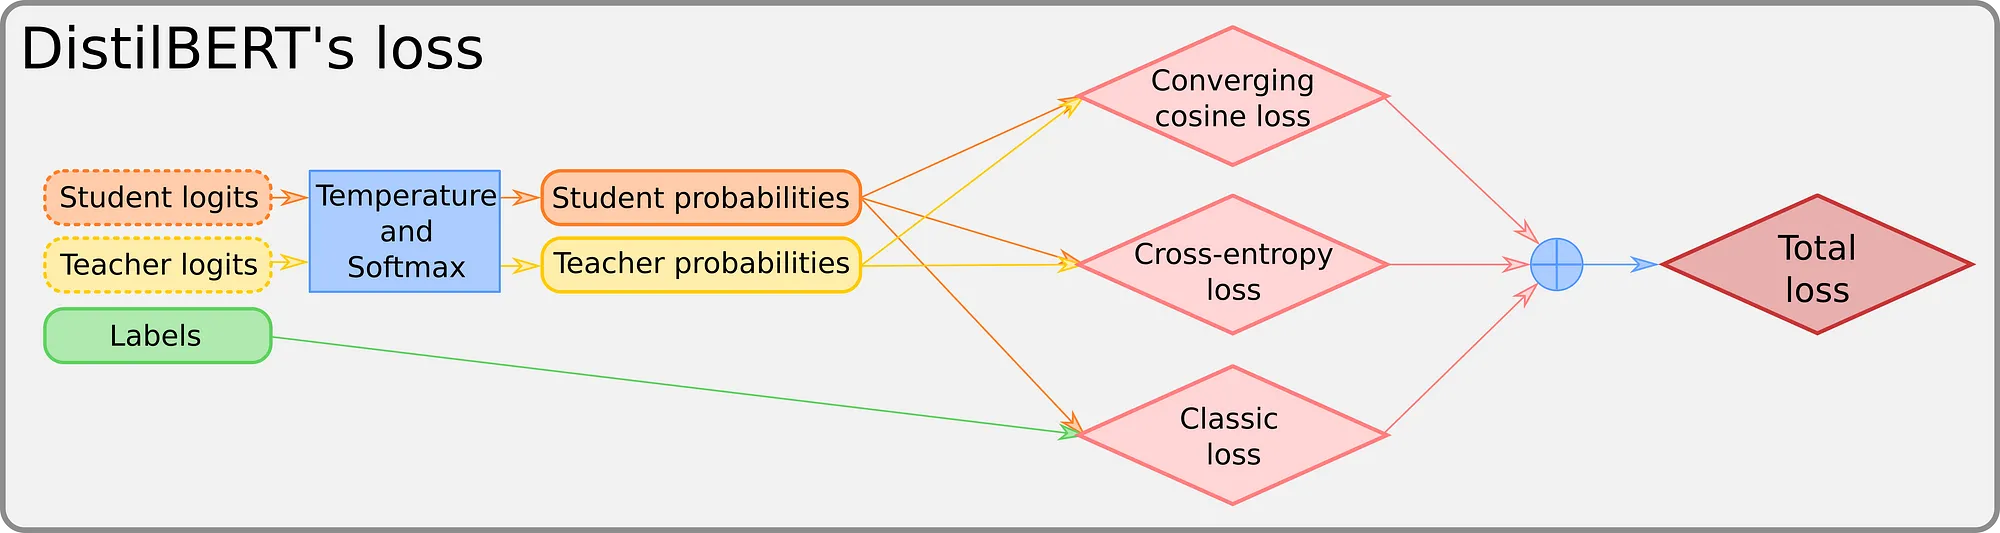 DistilBERT's loss
Student logits
Teacher logits
Labels
Temperature
and
Softmax
Student probabilities
Teacher probabilities
Converging
cosine loss
Cross-entropy
loss
Classic
loss
Total
loss